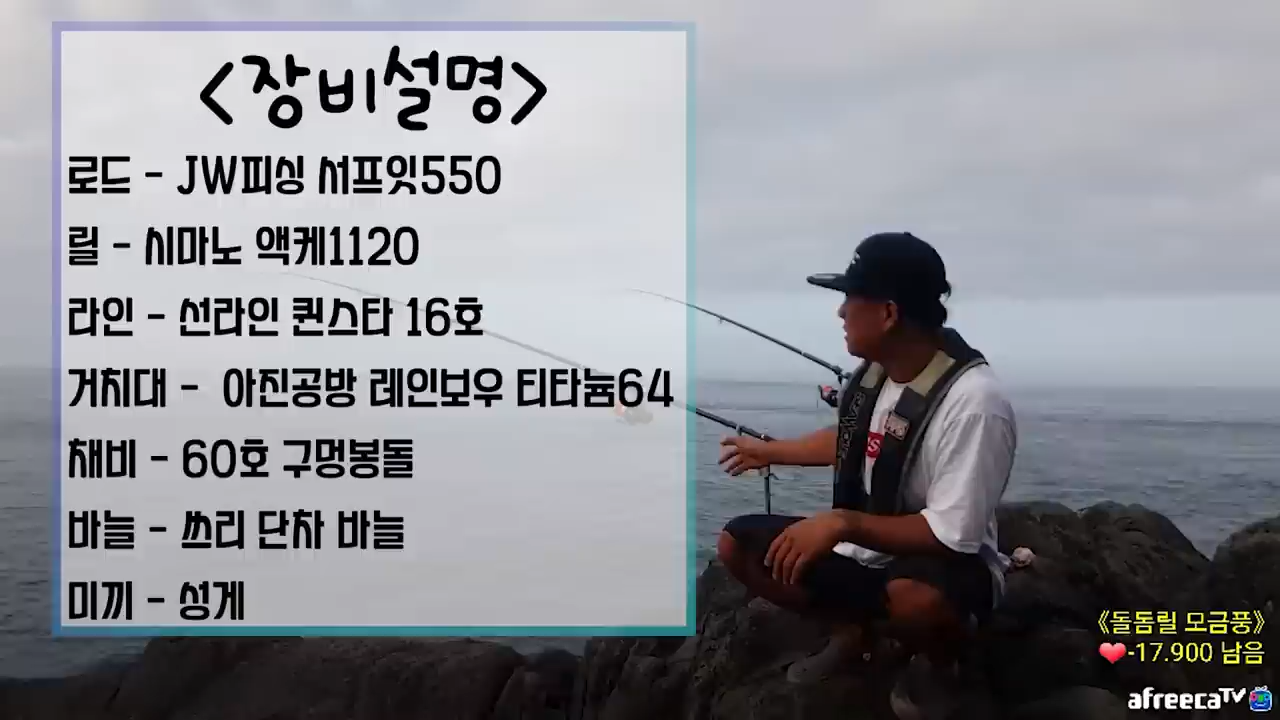 <장비설명>
로드 - JW피싱 서프잇550
릴 - 시마노 액케1120
라인 - 선라인 퀸스타 16호
거치대 - 아진공방 레인보우 티타늄64
채비 - 60호 구멍봉돌
바늘 - 쓰리 단차 바늘
미끼 - 성게
《돌돔릴 모금풍》
❤️-17.900 남음
afreecaTV